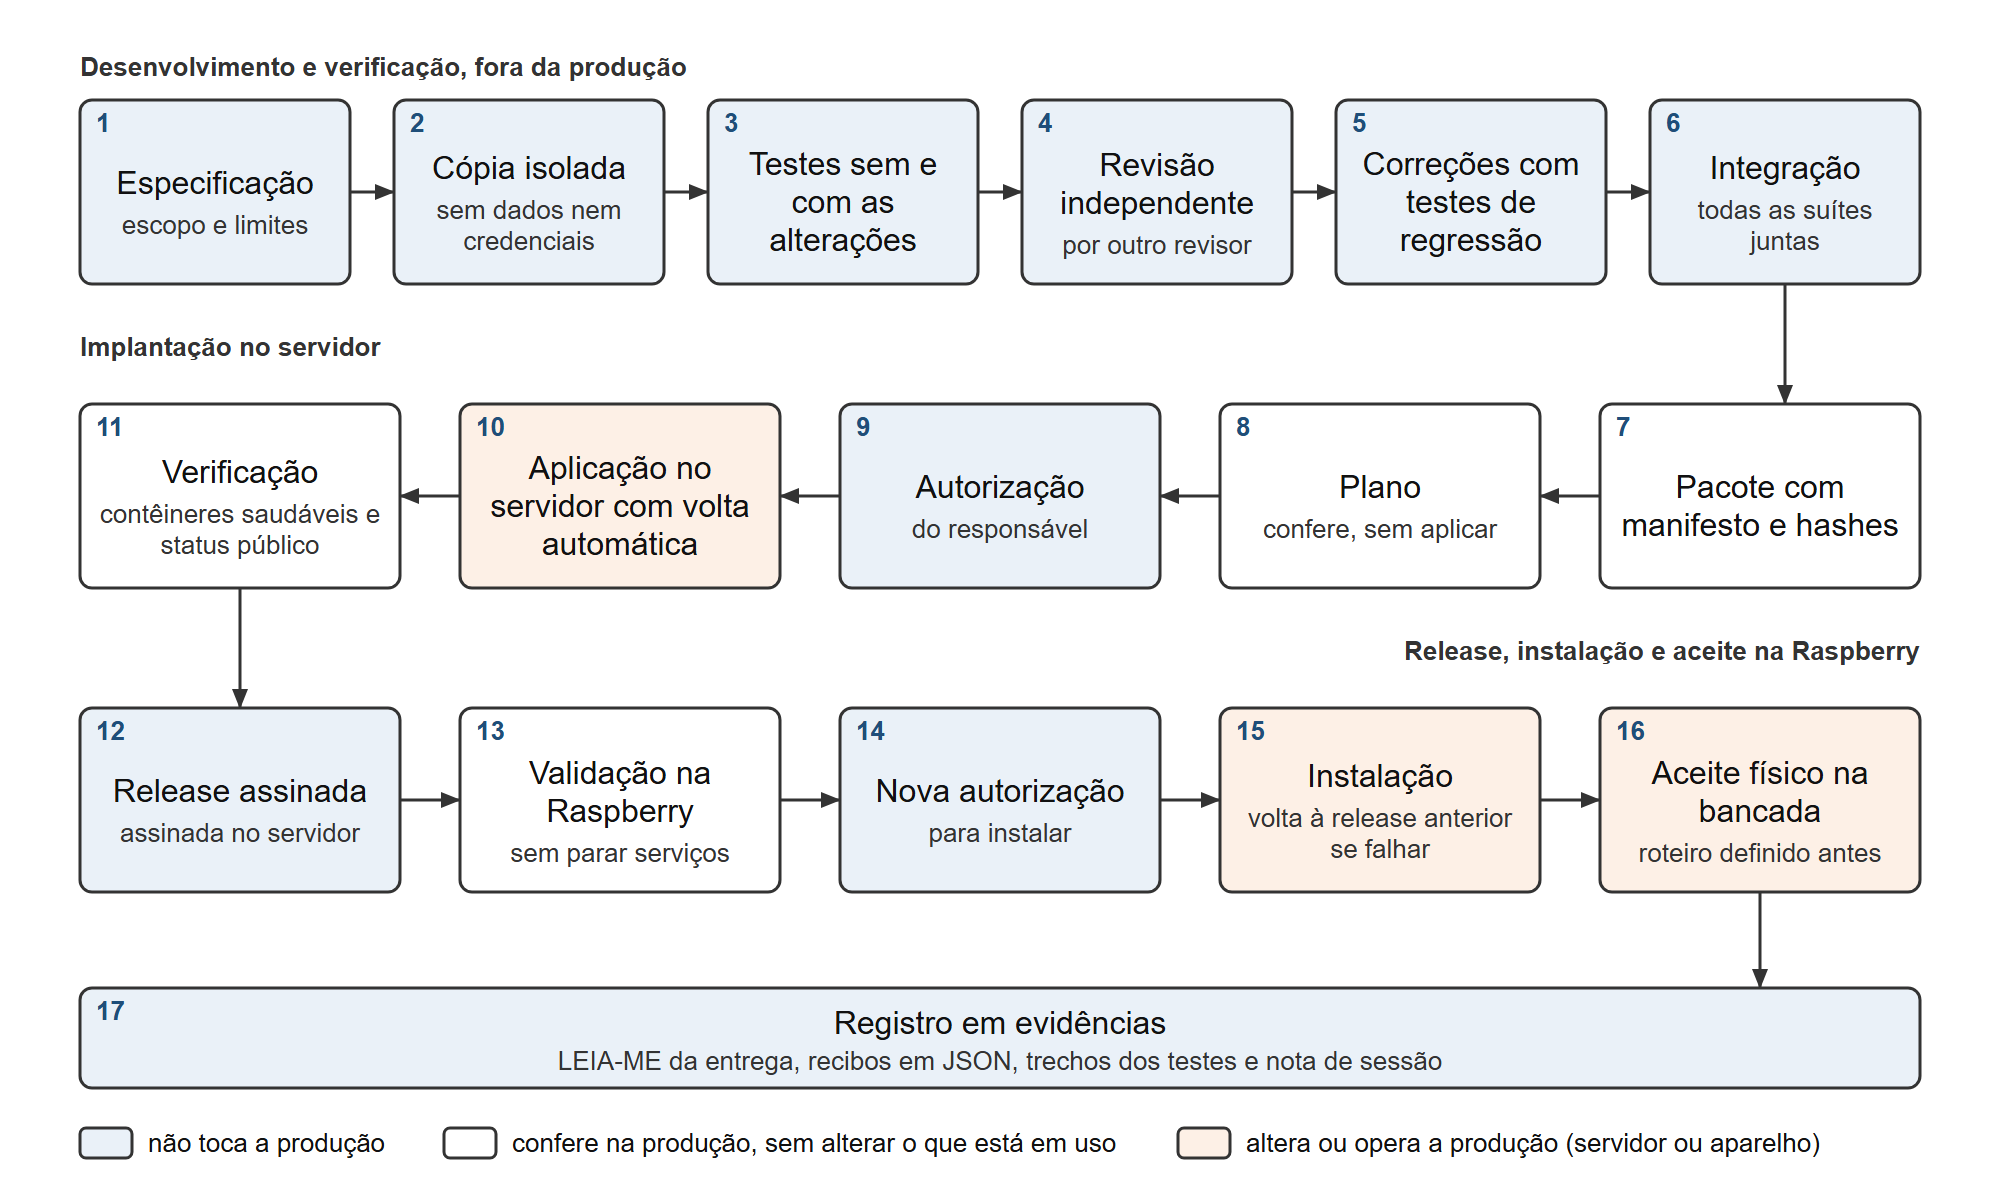 Desenvolvimento e verificação, fora da produção
1
Especificação
escopo e limites
2
Cópia isolada
sem dados nem
credenciais
3
Testes sem e
com as
alterações
4
Revisão
independente
por outro revisor
5
Correções com
testes de
regressão
6
Integração
todas as suítes
juntas
Implantação no servidor
7
Pacote com
manifesto e hashes
8
Plano
confere, sem aplicar
9
Autorização
do responsável
10
Aplicação no
servidor com volta
automática
11
Verificação
contêineres saudáveis e
status público
Release, instalação e aceite na Raspberry
12
Release assinada
assinada no servidor
13
Validação na
Raspberry
sem parar serviços
14
Nova autorização
para instalar
15
Instalação
volta à release anterior
se falhar
16
Aceite físico na
bancada
roteiro definido antes
17
Registro em evidências
LEIA-ME da entrega, recibos em JSON, trechos dos testes e nota de sessão
não toca a produção
confere na produção, sem alterar o que está em uso
altera ou opera a produção (servidor ou aparelho)